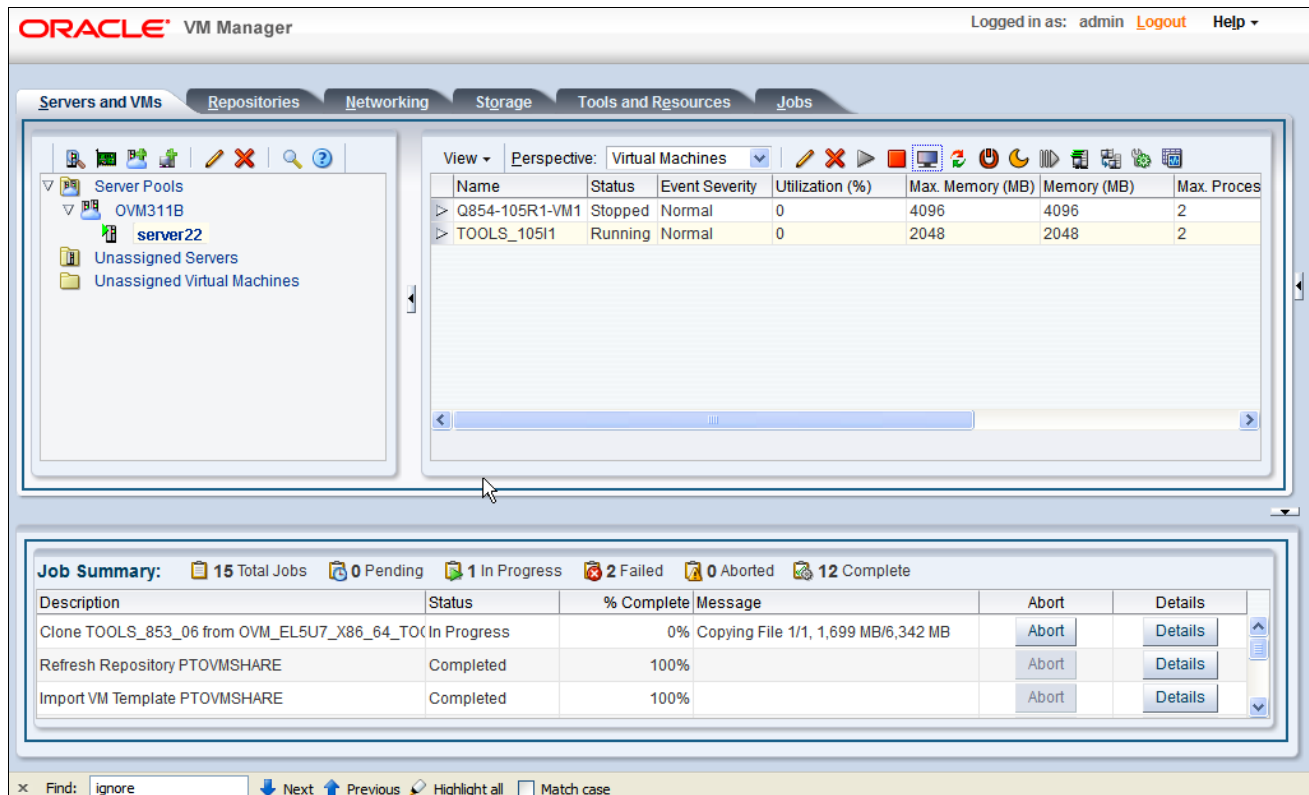 ORACLE VM Manager
Logged in as: admin Logout Help
Servers and VMs Repositories Networking Storage Tools and Resources Jobs
Server Pools
OVM311B
server22
Unassigned Servers
Unassigned Virtual Machines
View Perspective: Virtual Machines
Name Status Event Severity Utilization (%) Max. Memory (MB) Memory (MB) Max. Proces
Q854-105R1-VM1 Stopped Normal 0 4096 4096 2
TOOLS_105I1 Running Normal 0 2048 2048 2
Job Summary: 15 Total Jobs 0 Pending 1 In Progress 2 Failed 0 Aborted 12 Complete
Description Status % Complete Message Abort Details
Clone TOOLS_853_06 from OVM_EL5U7_X86_64_TO In Progress 0% Copying File 1/1, 1,699 MB/6,342 MB Abort Details
Refresh Repository PTOVMSHARE Completed 100% Abort Details
Import VM Template PTOVMSHARE Completed 100% Abort Details
x Find: ignore Next Previous Highlight all Match case